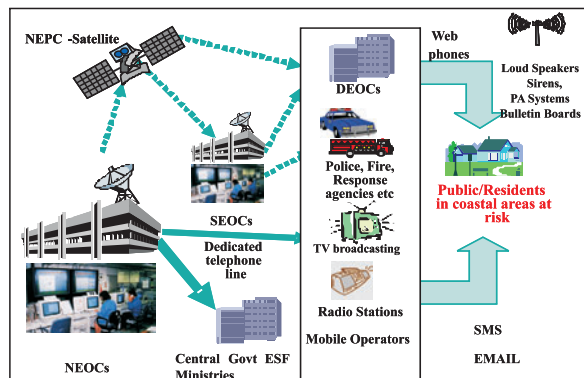 NEPC -Satellite
Web
phones
Loud Speakers
Sirens,
PA Systems
Bulletin Boards
DEOCs
Police, Fire,
Response
agencies etc
Public/Residents
in coastal areas at
risk
SEOCs
Dedicated
telephone
line
TV broadcasting
Radio Stations
Mobile Operators
SMS
EMAIL
NEOCs
Central Govt ESF
Ministries